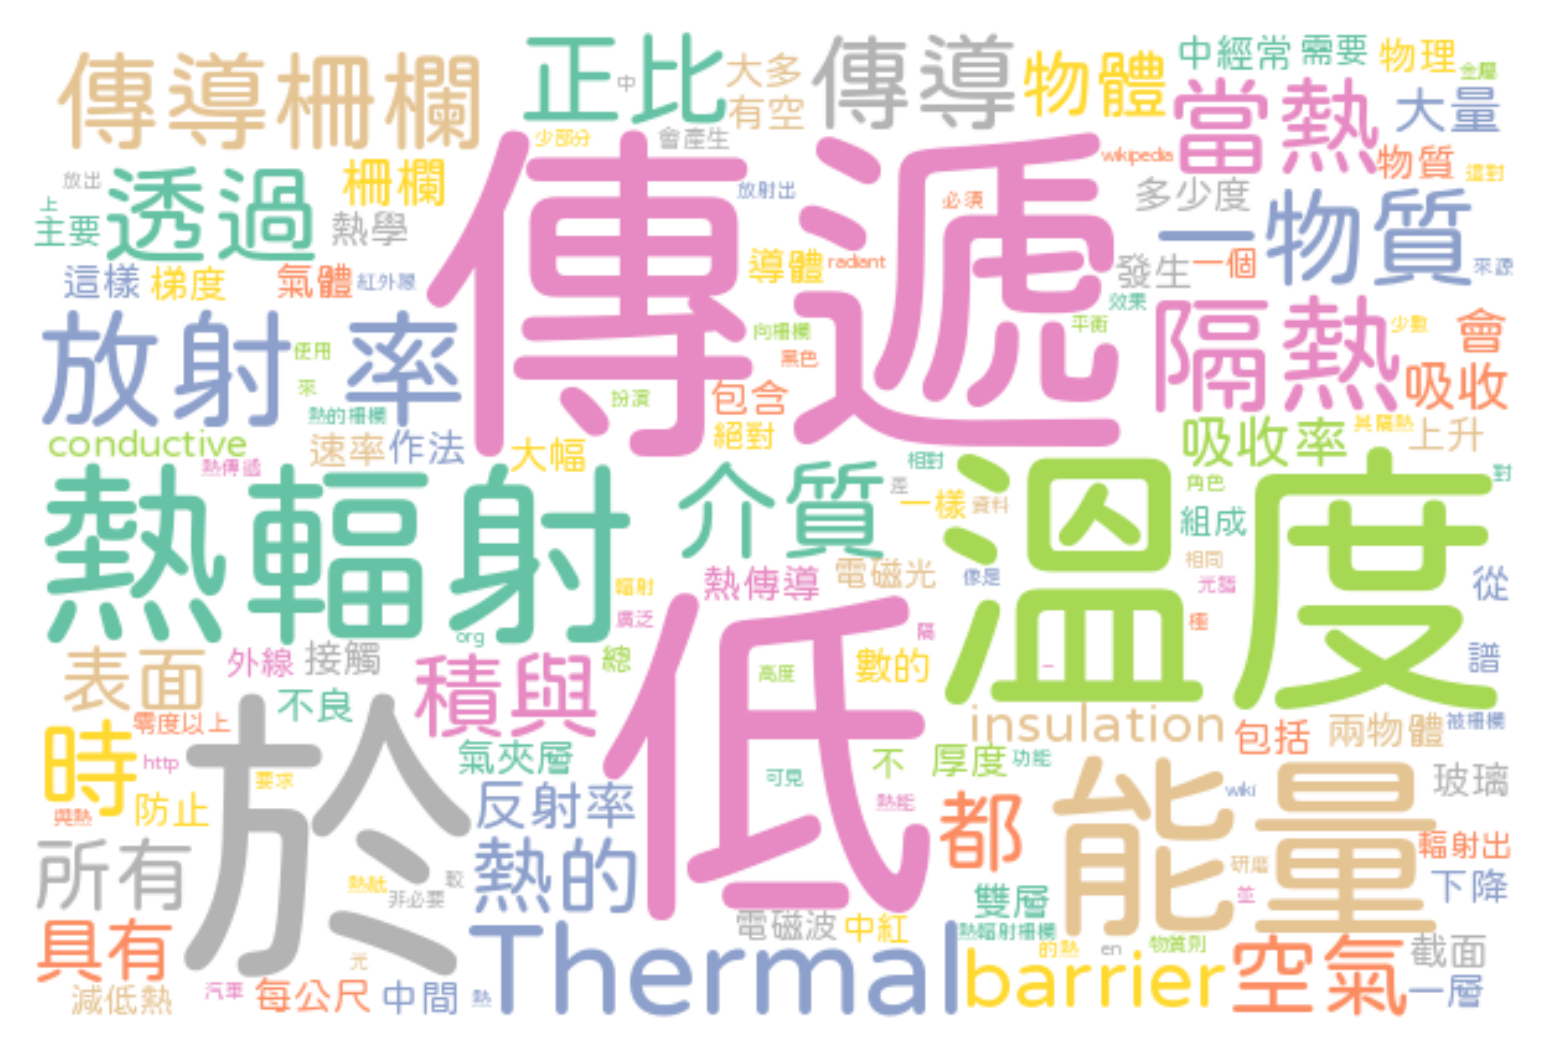 傳導柵欄
正比
中
大多
有空
傳導
物體
中經常
需要
物理
金屬
大量
當熱
少部分
會產生
wikipedia
物質
這對
放出
透過
柵欄
傳遞
放射出
必須
多少度
一物質
上
主要
熱學
導體
radiant
發生
一個
來源
這樣
梯度
氣體
紅外線
效果
放射
率
使用
向柵欄
平衡
隔熱
少數
會
黑色
來
扮演
包含
吸收
熱的柵欄
conductive
速率
作法
大幅
絕對
吸收率
其隔熱
上升
熱傳遞
熱輻射
介質
相對
差
一樣
資料
溫度
角色
對
組成
相同
熱傳導
電磁光
像是
光譜
從
輻射
廣泛
極
org
隔
表面
外線
接觸
積與
總
低
高度
數的
一
譜
不良
零度以上
於
insulation
包括
兩物體
被柵欄
時
http
要求
氣夾層
可見
不
厚度
功能
能量
玻璃
與熱
防止
反射率
熱能
都
wiki
所有
熱的
輻射出
研磨
非必要
較
雙層
並
下降
具有
電磁波
中紅
熱輻射柵欄
的熱
en
物質則
Thermal
barrier
空氣
截面
光
減低熱
汽車
每公尺
中間
熱
一層